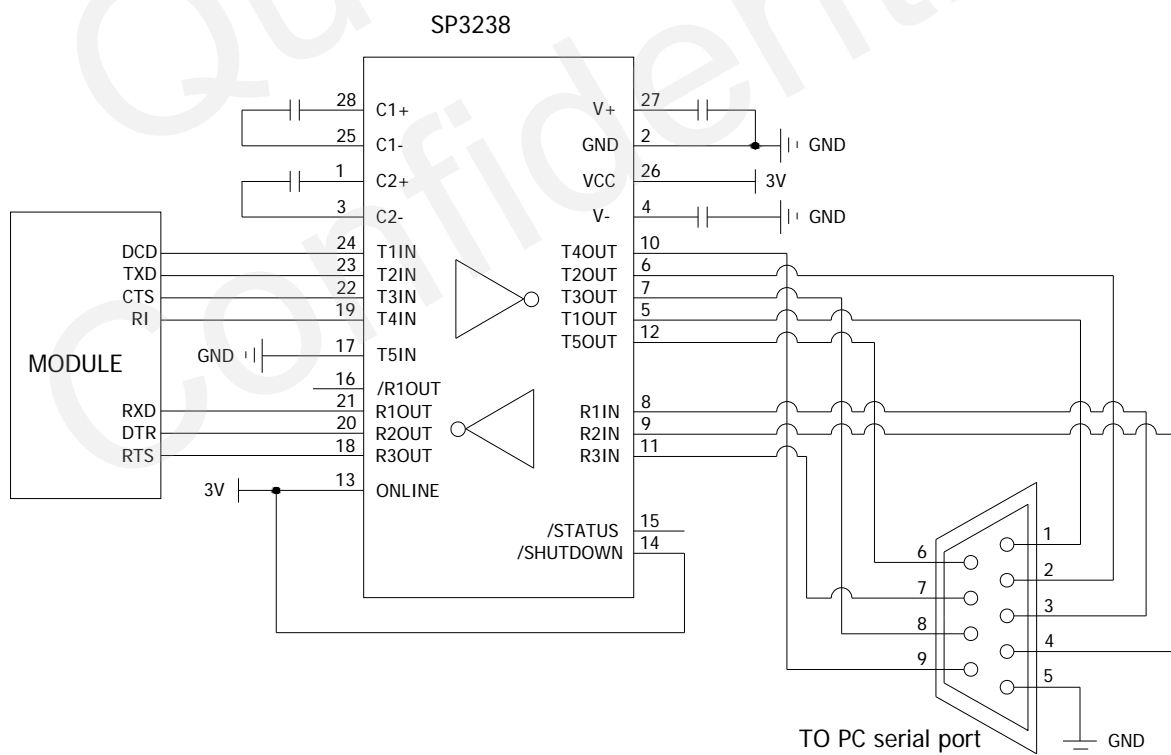 SP3238
28 C1+ V+ 27
25 C1- GND 2 GND
1 C2+ VCC 26 3V
3 C2- V- 4 GND
DCD 24 T1IN T4OUT 10
TXD 23 T2IN T2OUT 6
CTS 22 T3IN T3OUT 7
RI 19 T4IN T1OUT 5
T5OUT 12
GND 17 T5IN
MODULE
16 /R1OUT
RXD 21 R1OUT R1IN 8
DTR 20 R2OUT R2IN 9
RTS 18 R3OUT R3IN 11
3V 13 ONLINE
/STATUS 15
/SHUTDOWN 14
1
6
2
7
3
8
4
9
5
TO PC serial port GND